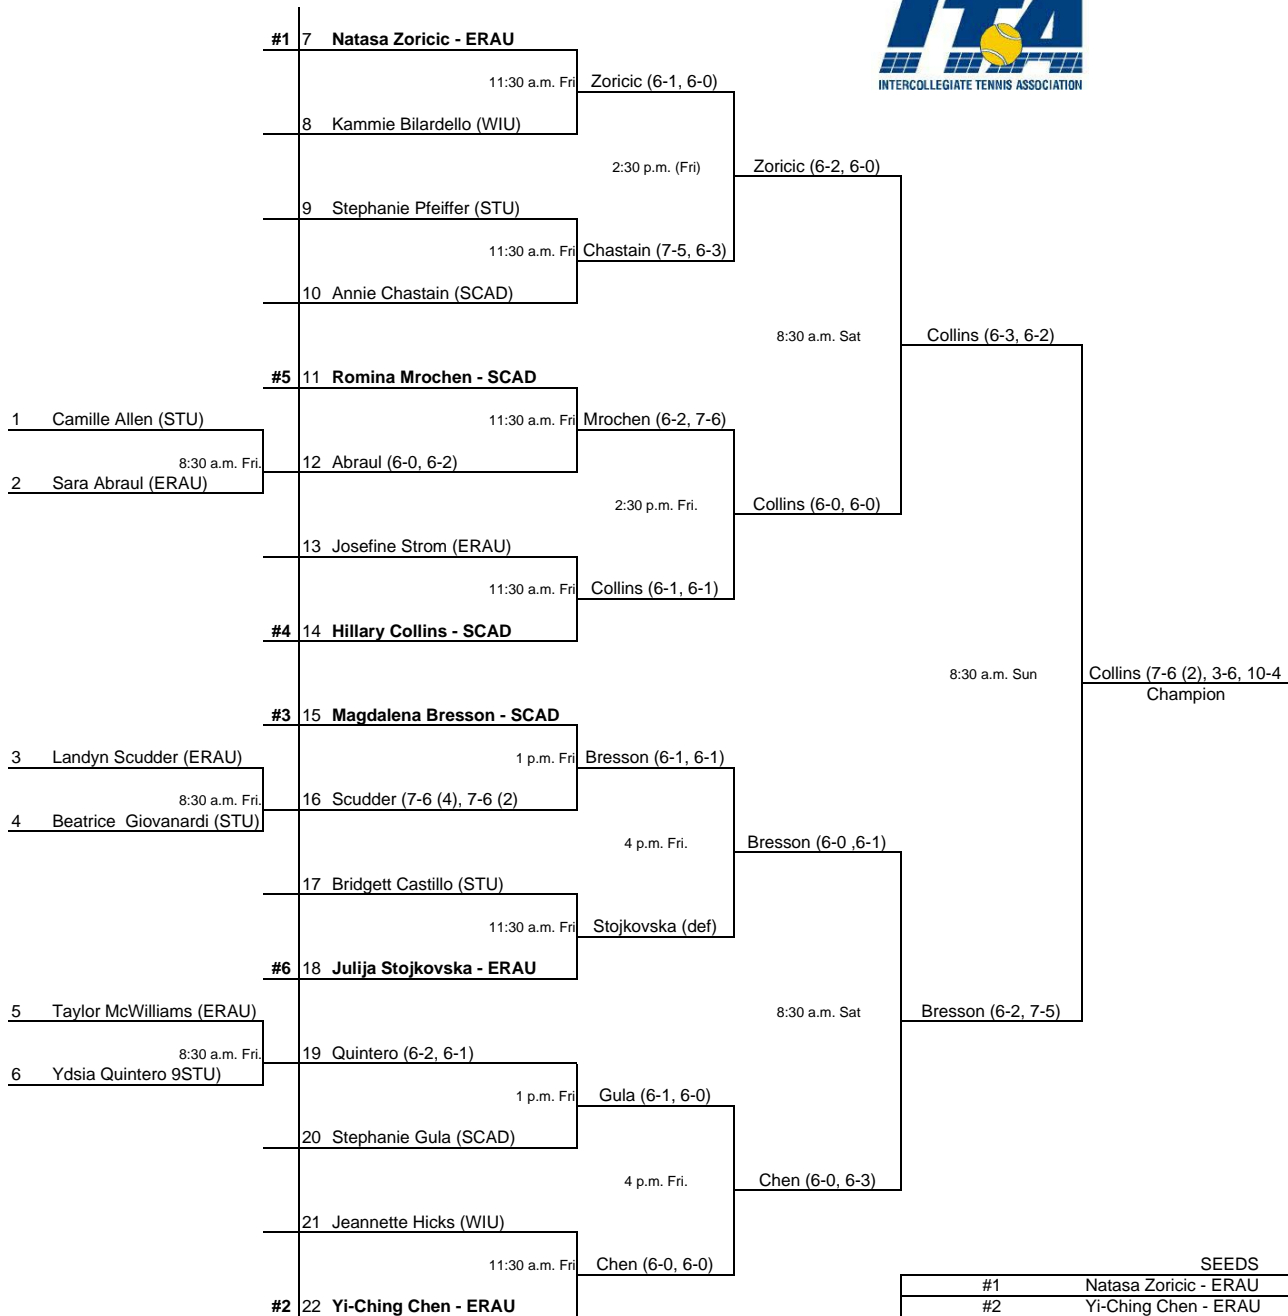 ITA
INTERCOLLEGIATE TENNIS ASSOCIATION
#1 7 Natasa Zoricic - ERAU
11:30 a.m. Fri Zoricic (6-1, 6-0)
8 Kammie Bilardello (WIU)
2:30 p.m. (Fri) Zoricic (6-2, 6-0)
9 Stephanie Pfeiffer (STU)
11:30 a.m. Fri Chastain (7-5, 6-3)
10 Annie Chastain (SCAD)
8:30 a.m. Sat Collins (6-3, 6-2)
#5 11 Romina Mrochen - SCAD
1 Camille Allen (STU) 11:30 a.m. Fri Mrochen (6-2, 7-6)
8:30 a.m. Fri. 12 Abraul (6-0, 6-2)
2 Sara Abraul (ERAU)
2:30 p.m. Fri. Collins (6-0, 6-0)
13 Josefine Strom (ERAU)
11:30 a.m. Fri Collins (6-1, 6-1)
#4 14 Hillary Collins - SCAD
8:30 a.m. Sun Collins (7-6 (2), 3-6, 10-4
Champion
#3 15 Magdalena Bresson - SCAD
3 Landyn Scudder (ERAU) 1 p.m. Fri Bresson (6-1, 6-1)
8:30 a.m. Fri. 16 Scudder (7-6 (4), 7-6 (2)
4 Beatrice  Giovanardi (STU)
4 p.m. Fri. Bresson (6-0 ,6-1)
17 Bridgett Castillo (STU)
11:30 a.m. Fri Stojkovska (def)
#6 18 Julija Stojkovska - ERAU
5 Taylor McWilliams (ERAU) 8:30 a.m. Sat Bresson (6-2, 7-5)
8:30 a.m. Fri. 19 Quintero (6-2, 6-1)
6 Ydsia Quintero 9STU)
1 p.m. Fri Gula (6-1, 6-0)
20 Stephanie Gula (SCAD)
4 p.m. Fri. Chen (6-0, 6-3)
21 Jeannette Hicks (WIU)
11:30 a.m. Fri Chen (6-0, 6-0)
SEEDS
#1 Natasa Zoricic - ERAU
#2 22 Yi-Ching Chen - ERAU #2 Yi-Ching Chen - ERAU